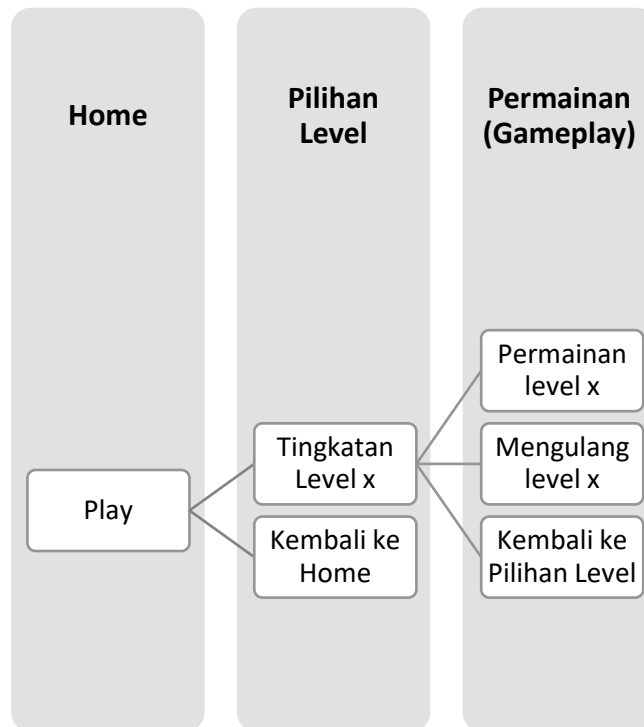 Home
Pilihan
Level
Permainan
(Gameplay)
Play
Tingkatan
Level x
Kembali ke
Home
Permainan
level x
Mengulang
level x
Kembali ke
Pilihan Level